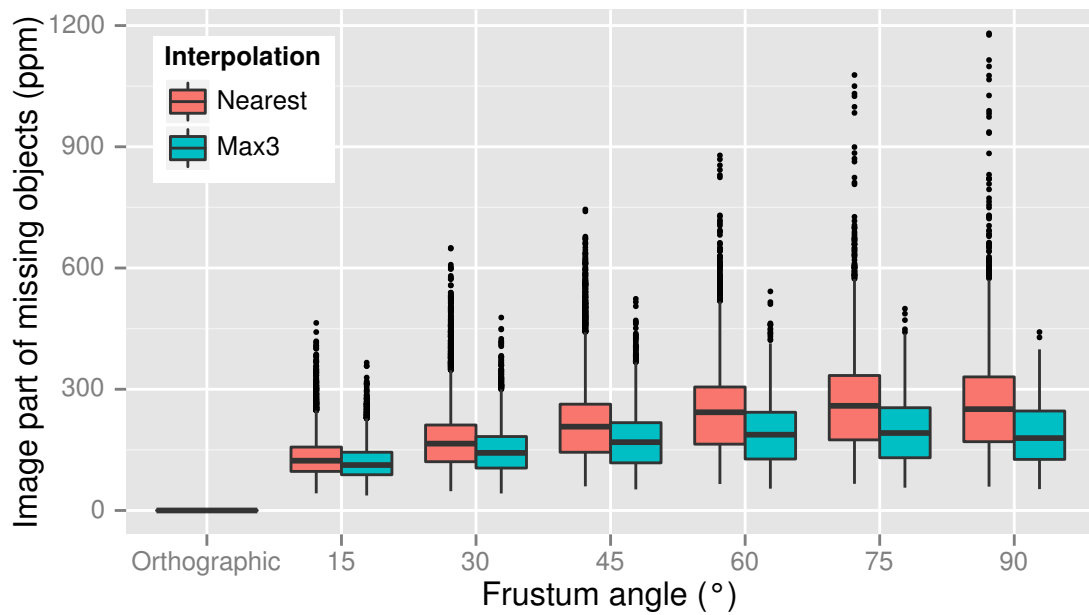 Image part of missing objects (ppm)
1200
900
600
300
0
Interpolation
Nearest
Max3
Orthographic 15 30 45 60 75 90
Frustum angle (°)